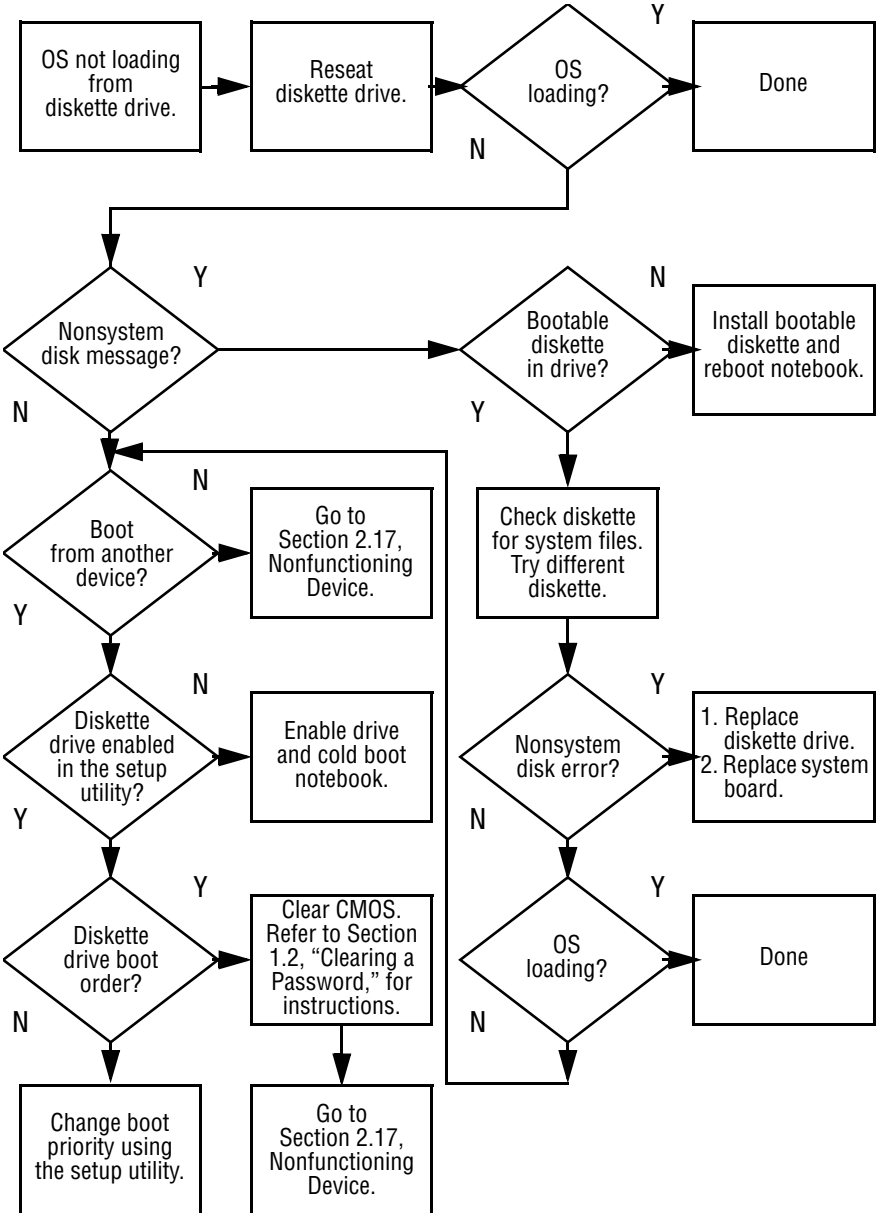 OS not loading
from
diskette drive.
Reseat
diskette drive.
OS
loading?
Y
Done
N
Nonsystem
disk message?
Y
N
Bootable
diskette
in drive?
N
Install bootable
diskette and
reboot notebook.
Y
Check diskette
for system files.
Try different
diskette.
Boot
from another
device?
N
Go to
Section 2.17,
Nonfunctioning
Device.
Y
Diskette
drive enabled
in the setup
utility?
N
Enable drive
and cold boot
notebook.
Y
Nonsystem
disk error?
Y
1. Replace
diskette drive.
2. Replace system
board.
N
Diskette
drive boot
order?
Y
Clear CMOS.
Refer to Section
1.2, “Clearing a
Password,” for
instructions.
N
OS
loading?
Y
Done
N
Change boot
priority using
the setup utility.
Go to
Section 2.17,
Nonfunctioning
Device.